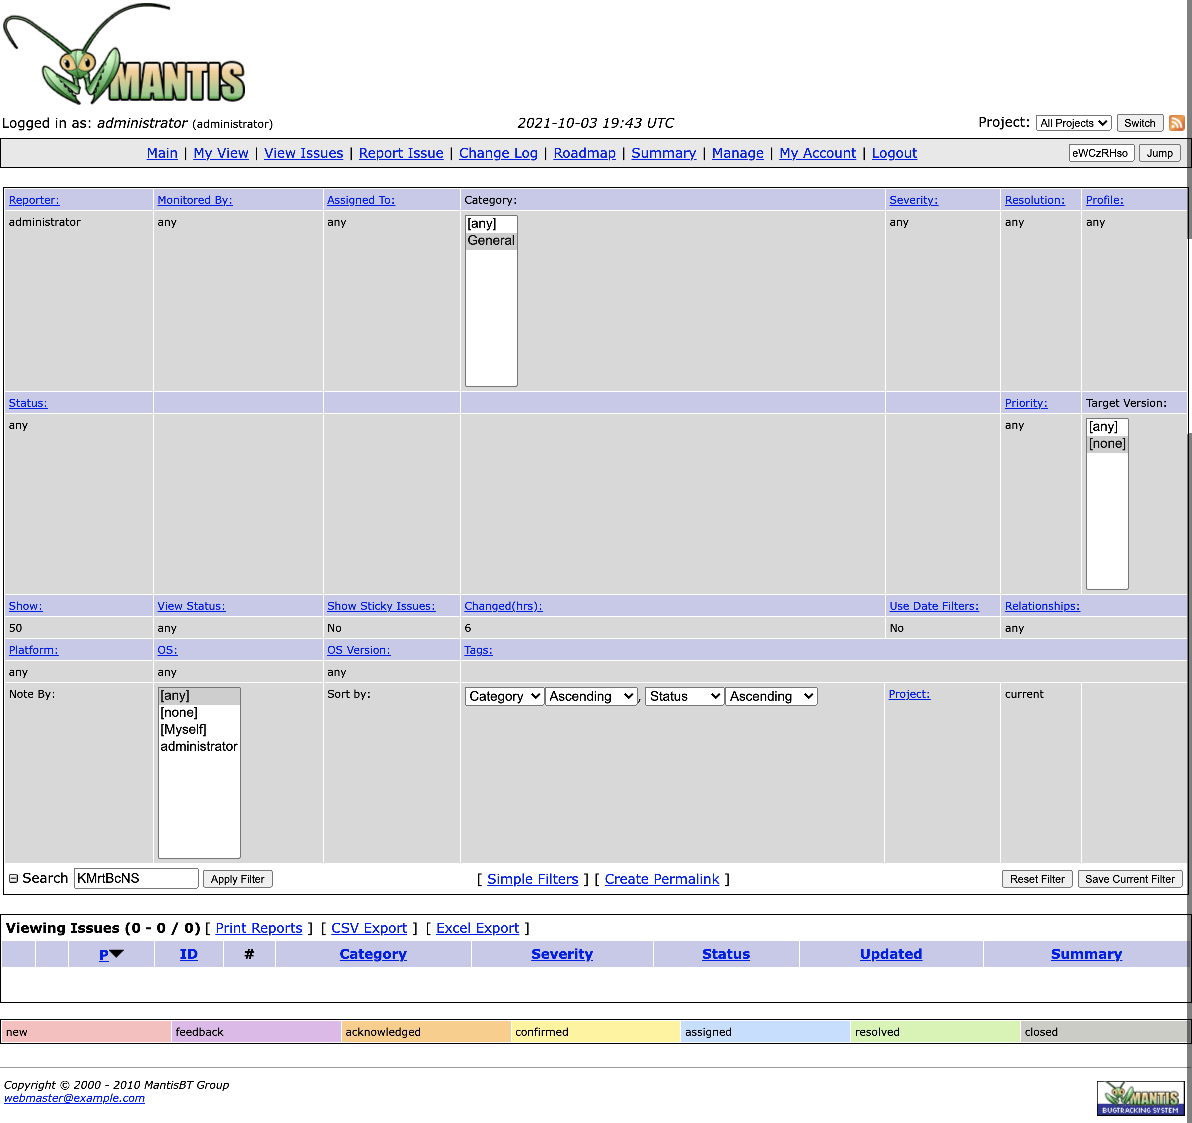 MANTIS
Logged in as: administrator (administrator) 2021-10-03 19:43 UTC Project: All Projects Switch
Main | My View | View Issues | Report Issue | Change Log | Roadmap | Summary | Manage | My Account | Logout eWCzRHso Jump
Reporter: Monitored By: Assigned To: Category: Severity: Resolution: Profile:
administrator any any [any] any any any
General
Status: Priority: Target Version:
any any [any]
[none]
Show: View Status: Show Sticky Issues: Changed(hrs): Use Date Filters: Relationships:
50 any No 6 No any
Platform: OS: OS Version: Tags:
any any any
Note By: [any] Sort by: Category Ascending , Status Ascending Project: current
[none]
[Myself]
administrator
Search KMrtBcNS Apply Filter [ Simple Filters ] [ Create Permalink ] Reset Filter Save Current Filter
Viewing Issues (0 - 0 / 0) [ Print Reports ] [ CSV Export ] [ Excel Export ]
P ID # Category Severity Status Updated Summary
new feedback acknowledged confirmed assigned resolved closed
Copyright © 2000 - 2010 MantisBT Group
webmaster@example.com
MANTIS
BUGTRACKING SYSTEM